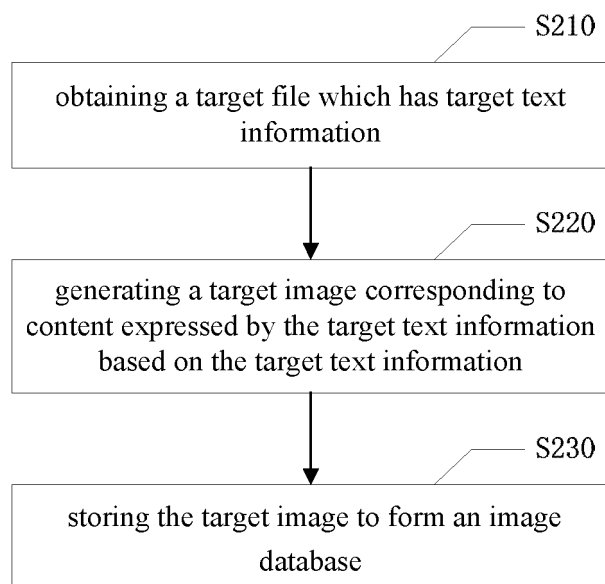 S210
obtaining a target file which has target text
information
S220
generating a target image corresponding to
content expressed by the target text information
based on the target text information
S230
storing the target image to form an image
database